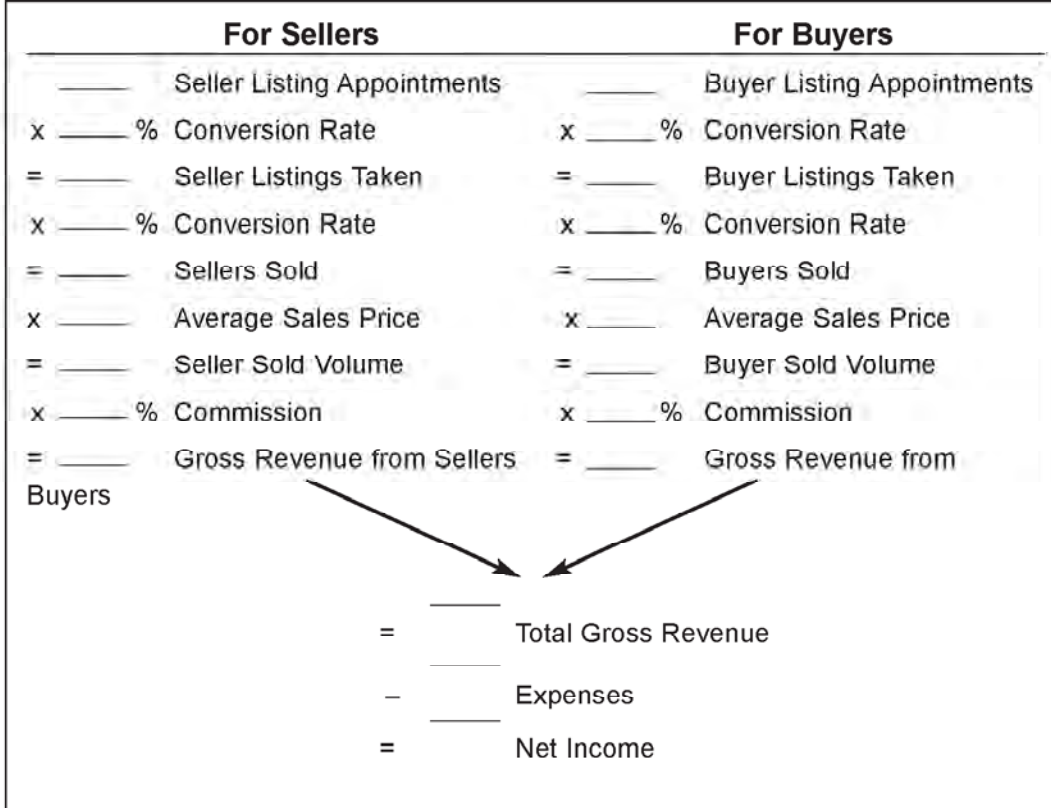 For Sellers For Buyers
_____ Seller Listing Appointments _____ Buyer Listing Appointments
x _____ % Conversion Rate x _____ % Conversion Rate
= _____ Seller Listings Taken = _____ Buyer Listings Taken
x _____ % Conversion Rate x _____ % Conversion Rate
= _____ Sellers Sold = _____ Buyers Sold
x _____ Average Sales Price x _____ Average Sales Price
= _____ Seller Sold Volume = _____ Buyer Sold Volume
x _____ % Commission x _____ % Commission
= _____ Gross Revenue from Sellers = _____ Gross Revenue from
Buyers
= _____ Total Gross Revenue
– _____ Expenses
= _____ Net Income